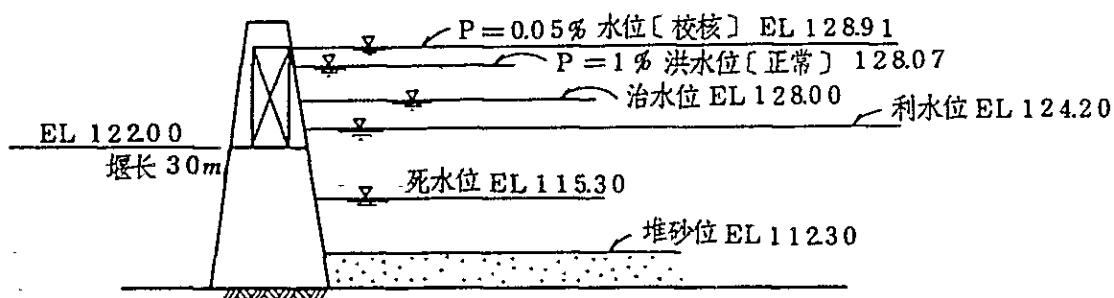 P=0.05% 水位〔校核〕 EL 128.91
P=1% 洪水位〔正常〕 128.07
治水位 EL 128.00
利水位 EL 124.20
EL 122.00
堰长 30m
死水位 EL 115.30
堆砂位 EL 112.30